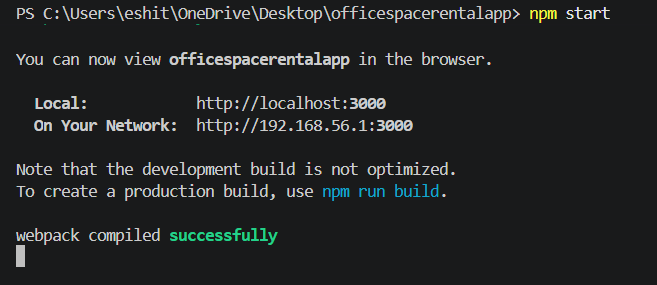 PS C:\Users\eshit\OneDrive\Desktop\officespacerentalapp> npm start
You can now view officespacerentalapp in the browser.
Local: http://localhost:3000
On Your Network: http://192.168.56.1:3000
Note that the development build is not optimized.
To create a production build, use npm run build.
webpack compiled successfully